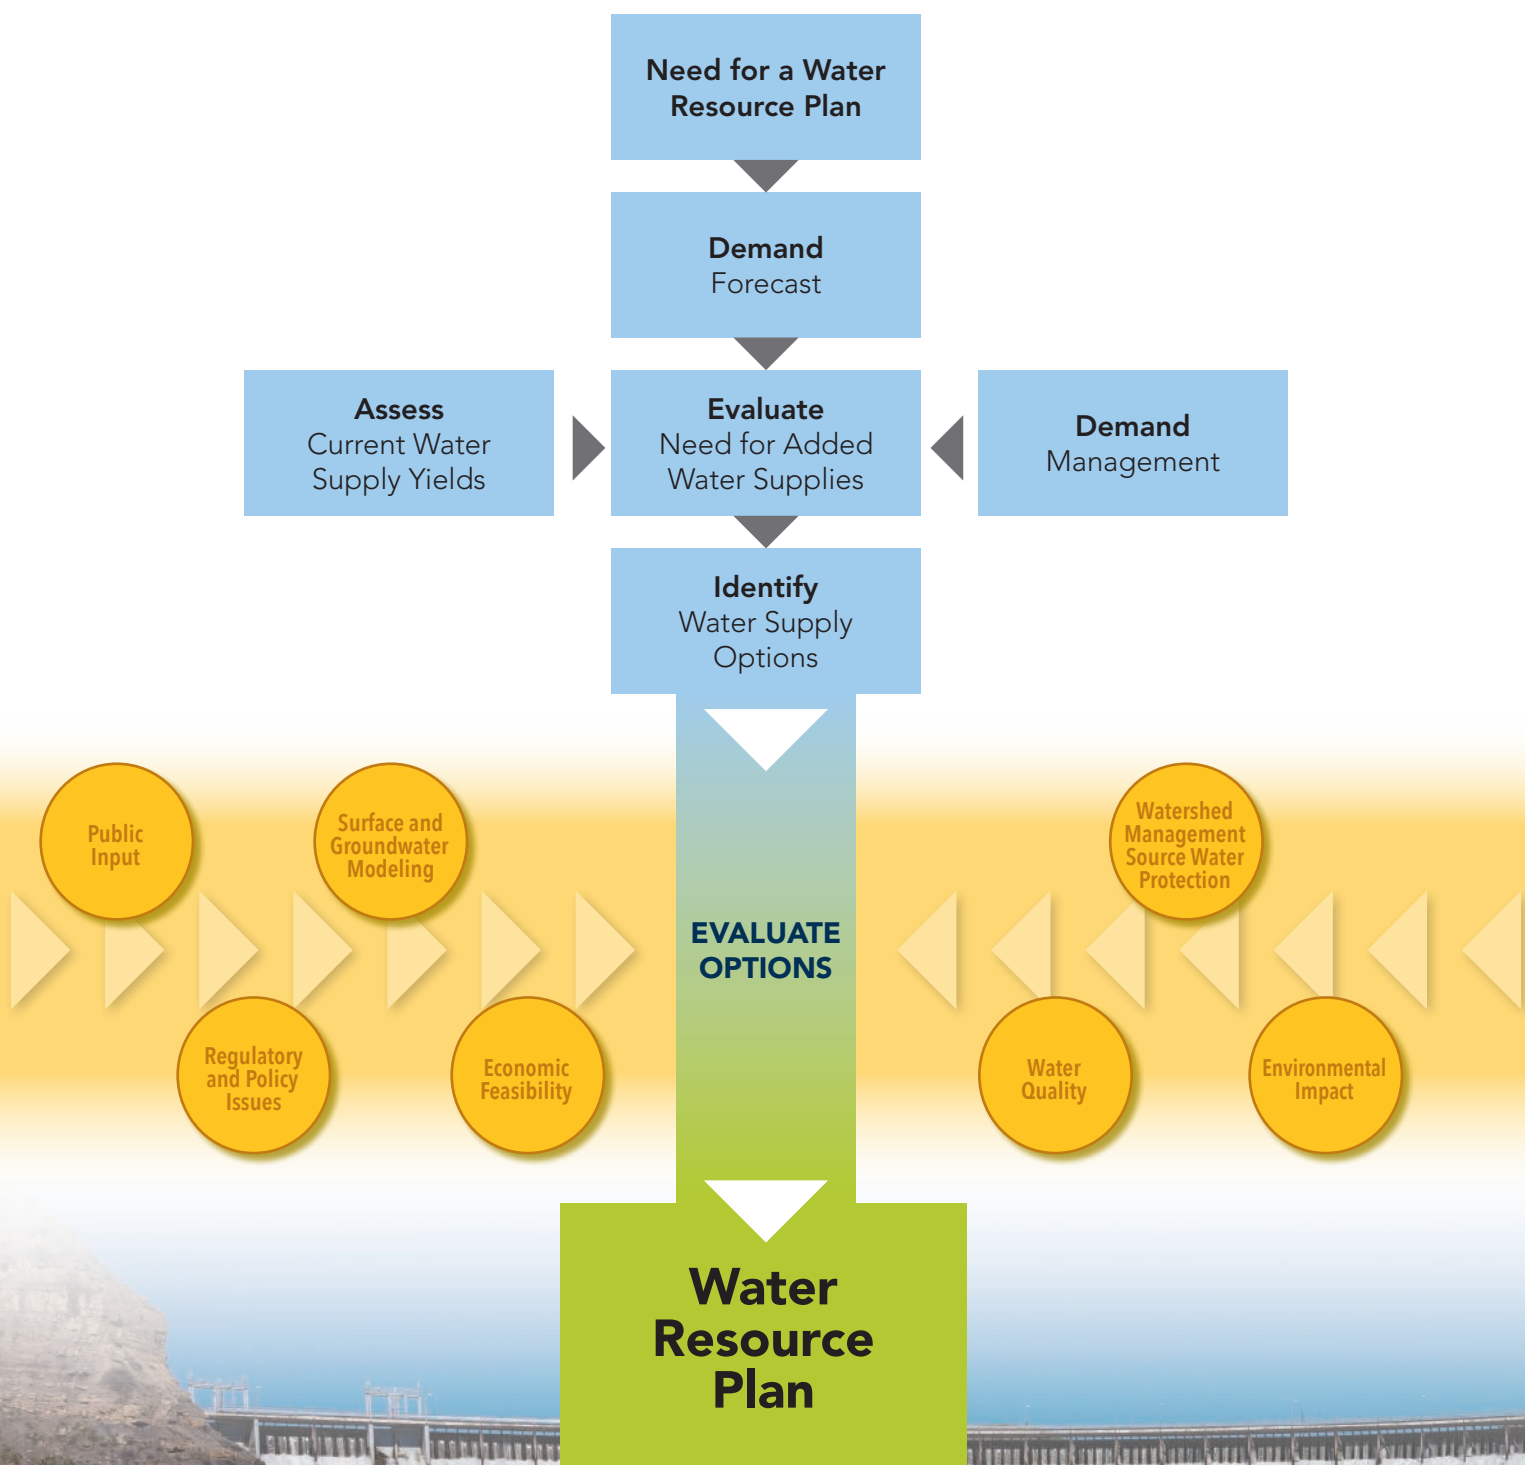 Need for a Water
Resource Plan
Demand
Forecast
Assess
Current Water
Supply Yields
Evaluate
Need for Added
Water Supplies
Demand
Management
Identify
Water Supply
Options
Public
Input
Surface and
Groundwater
Modeling
Watershed
Management
Source Water
Protection
EVALUATE
OPTIONS
Regulatory
and Policy
Issues
Economic
Feasibility
Water
Quality
Environmental
Impact
Water
Resource
Plan